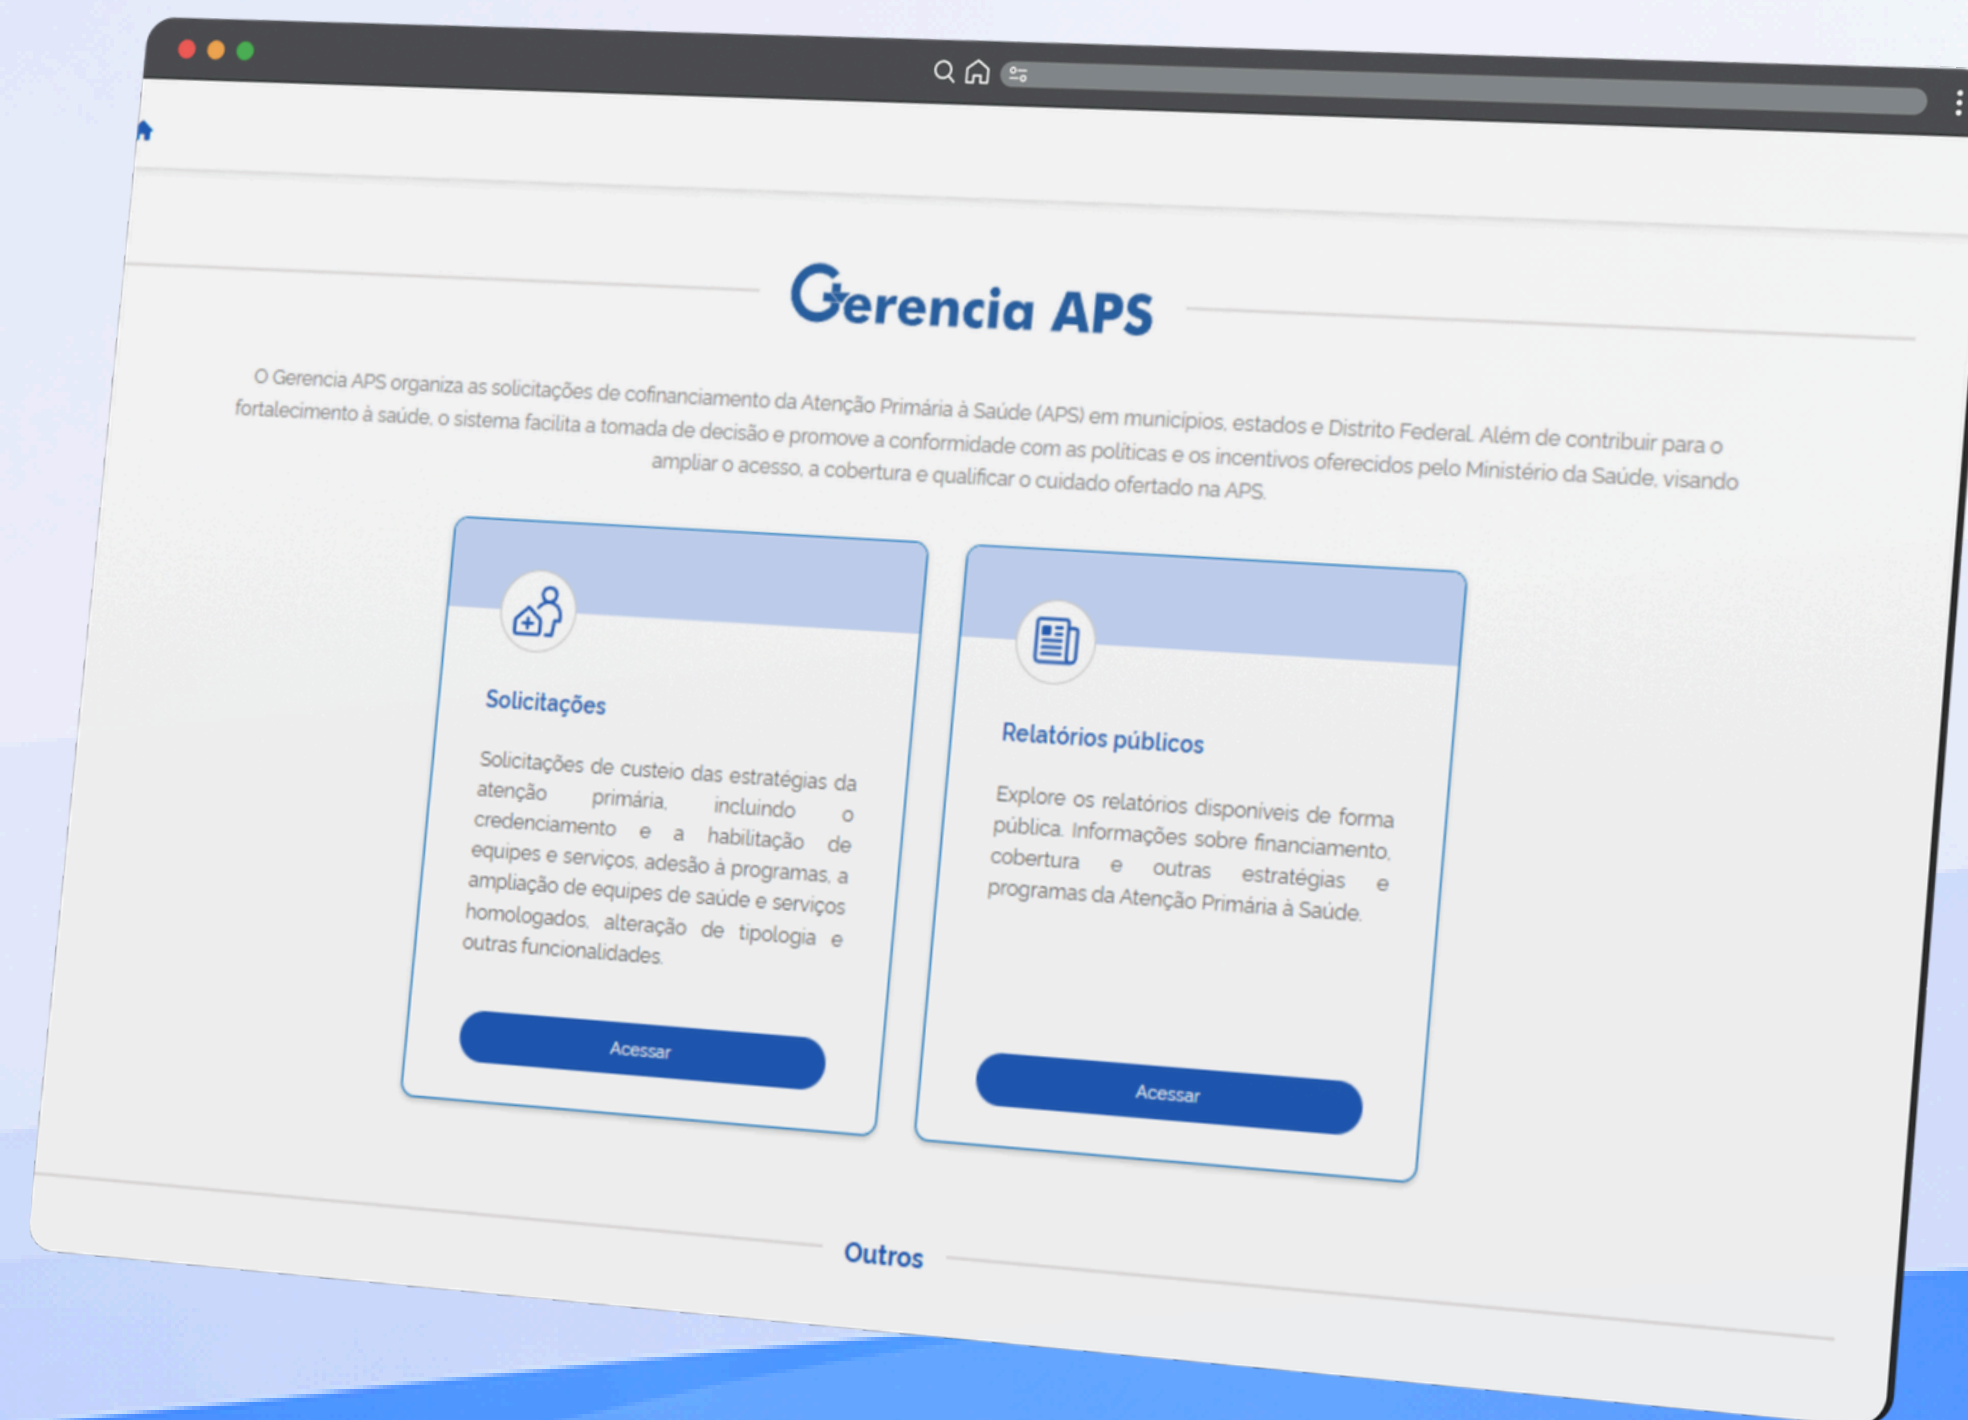 Gerencia APS
O Gerencia APS organiza as solicitações de cofinanciamento da Atenção Primária à Saúde (APS) em municípios, estados e Distrito Federal. Além de contribuir para o
fortalecimento à saúde, o sistema facilita a tomada de decisão e promove a conformidade com as políticas e os incentivos oferecidos pelo Ministério da Saúde, visando
ampliar o acesso, a cobertura e qualificar o cuidado ofertado na APS.
Solicitações
Solicitações de custeio das estratégias da
atenção primária, incluindo o
credenciamento e a habilitação de
equipes e serviços, adesão à programas, a
ampliação de equipes de saúde e serviços
homologados, alteração de tipologia e
outras funcionalidades.
Acessar
Relatórios públicos
Explore os relatórios disponíveis de forma
pública. Informações sobre financiamento,
cobertura e outras estratégias e
programas da Atenção Primária à Saúde.
Acessar
Outros